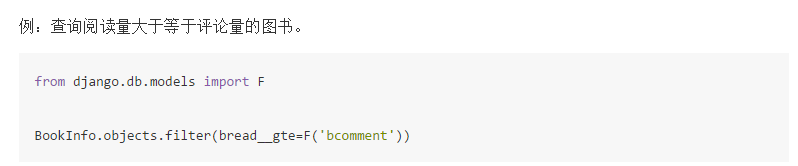 例：查询阅读量大于等于评论量的图书。
from django.db.models import F
BookInfo.objects.filter(bread__gte=F('bcomment'))